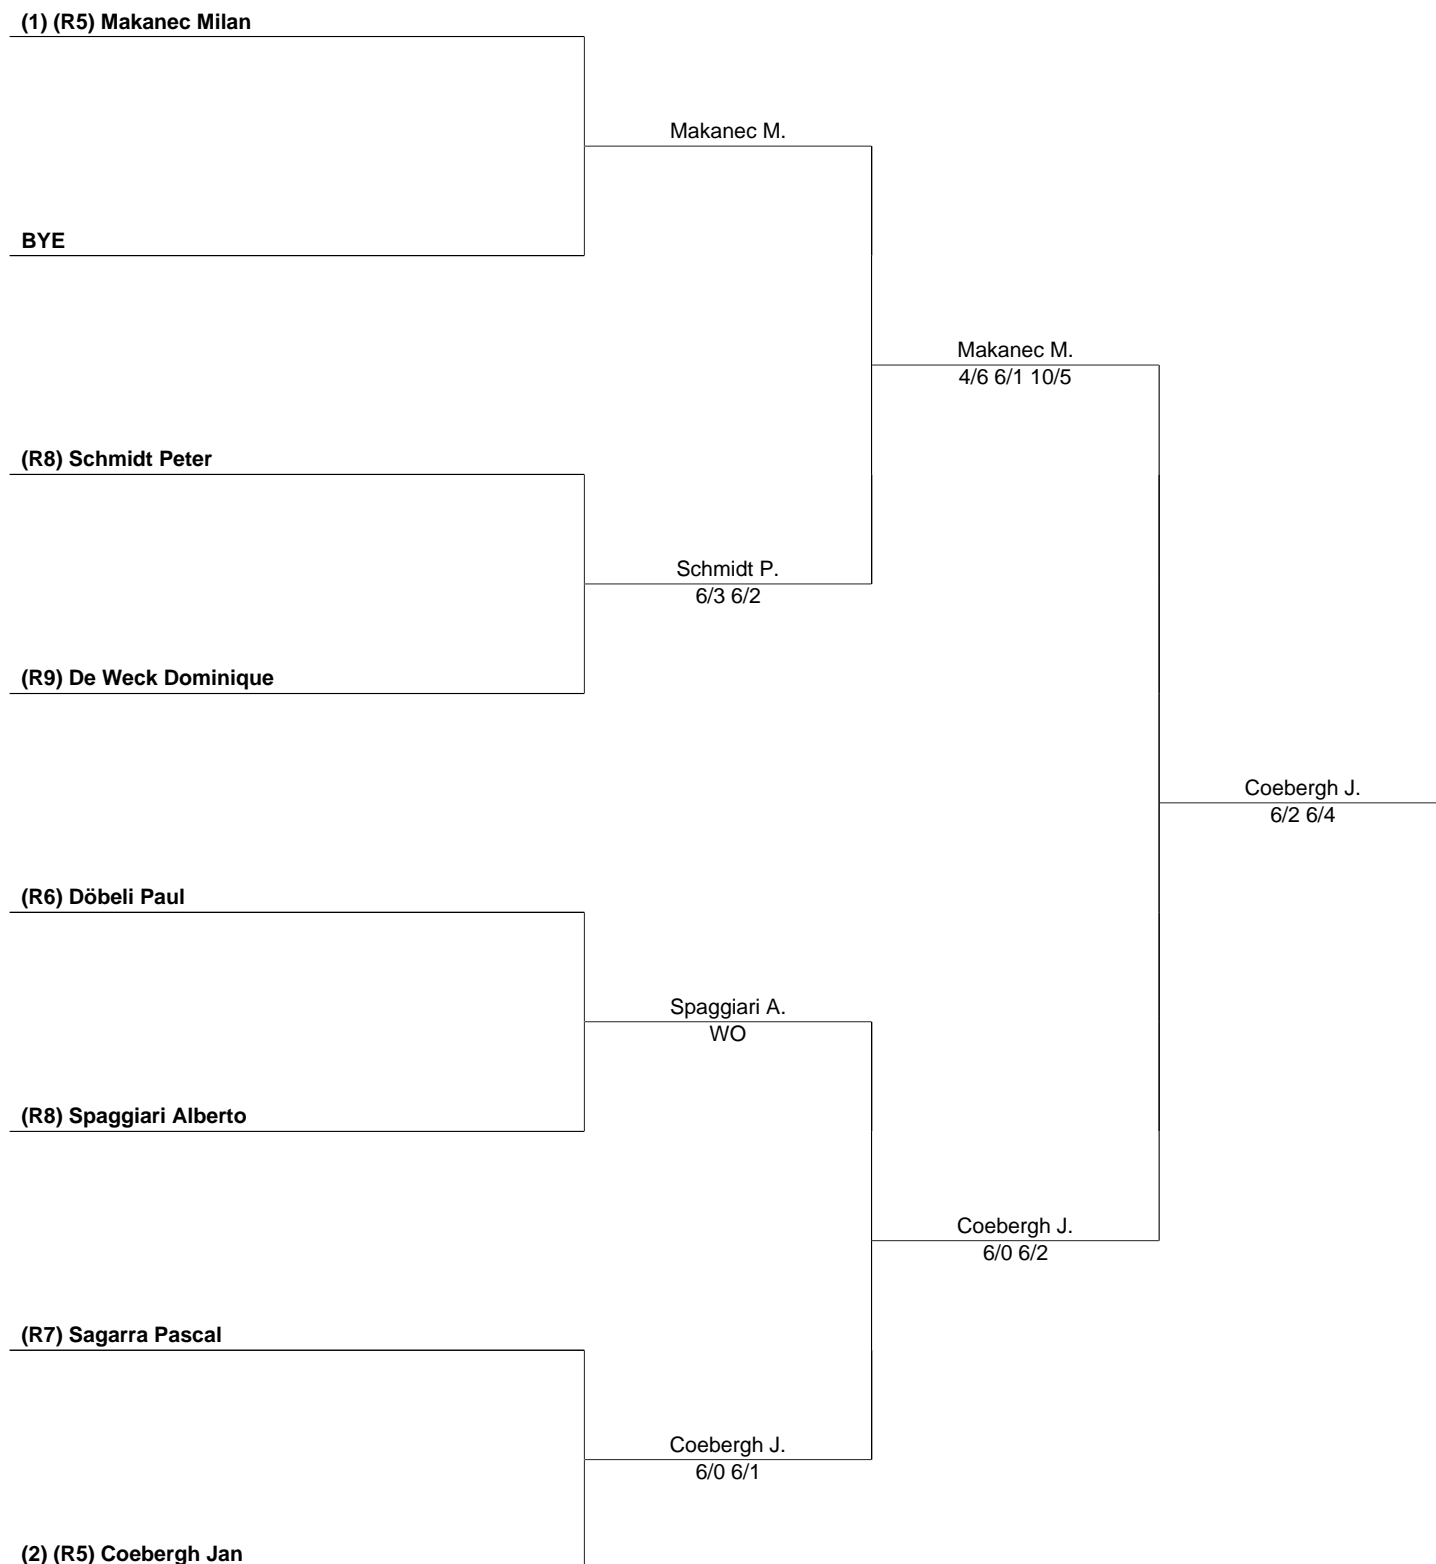 (1) (R5) Makanec Milan
Makanec M.
BYE
Makanec M.
4/6 6/1 10/5
(R8) Schmidt Peter
Schmidt P.
6/3 6/2
(R9) De Weck Dominique
Coebergh J.
6/2 6/4
(R6) Döbeli Paul
Spaggiari A.
WO
(R8) Spaggiari Alberto
Coebergh J.
6/0 6/2
(R7) Sagarra Pascal
Coebergh J.
6/0 6/1
(2) (R5) Coebergh Jan